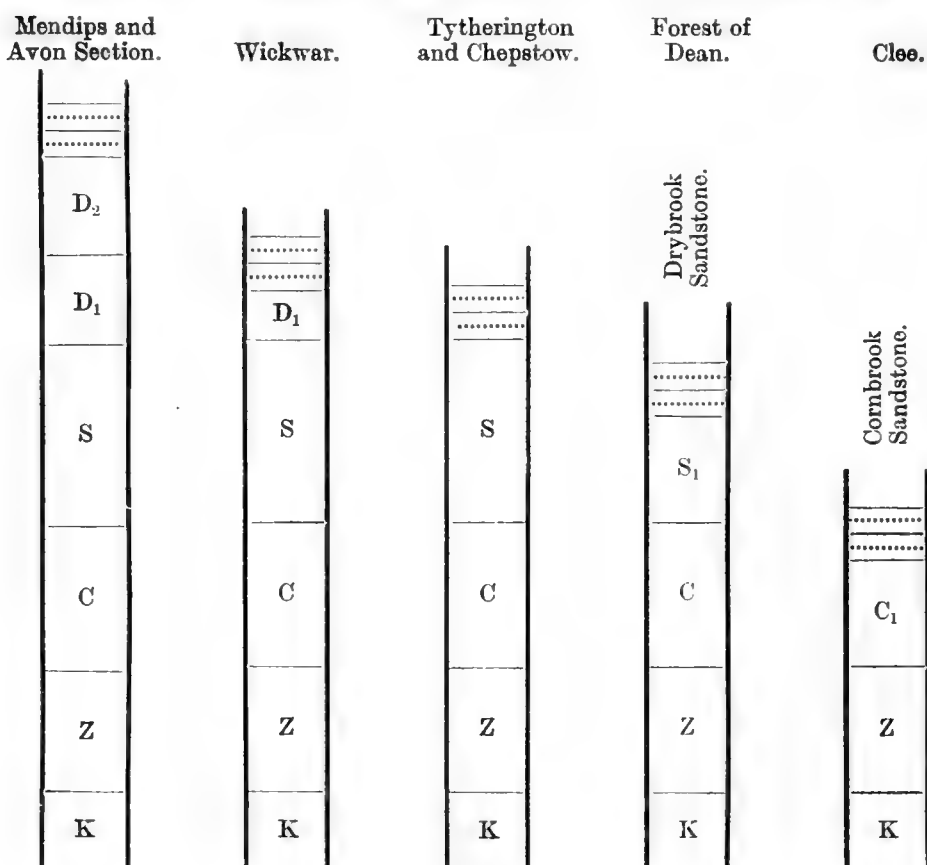 Mendips and
Avon Section.
Wickwar.
Tytherington
and Chepstow.
Forest of
Dean.
Clee.
D₂
D₁
S
C
Z
K
D₁
S
C
Z
K
S
C
Z
K
Drybrook
Sandstone.
S₁
C
Z
K
Cornbrook
Sandstone.
C₁
Z
K